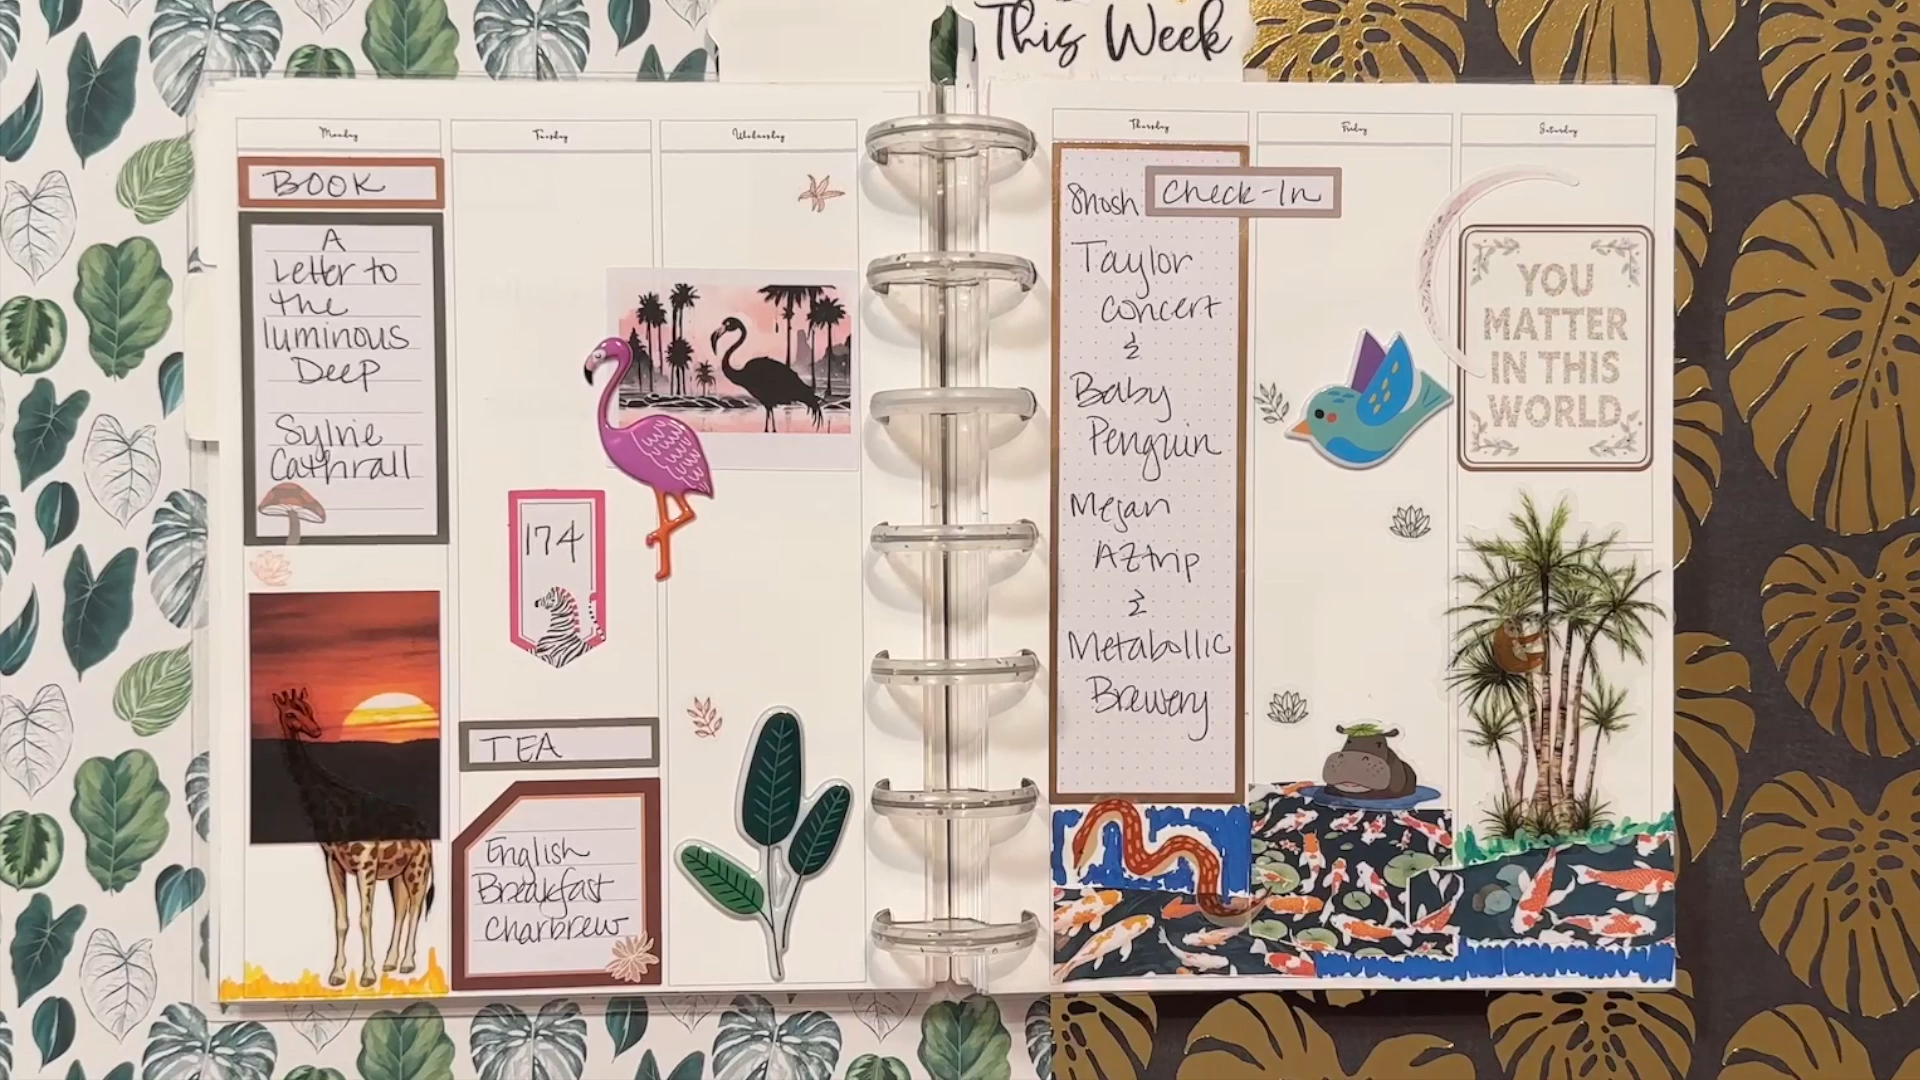 This Week
Monday
Tuesday
Wednesday
Thursday
Friday
Saturday
BOOK
A
Letter to
the
luminous
Deep
Sylvie
Cathrall
174
TEA
English
Breakfast
Charbrew
Shosh
Check-In
Taylor
concert
&
Baby
Penguin
Megan
AZ trip
&
Metabollic
Brewery
YOU
MATTER
IN THIS
WORLD